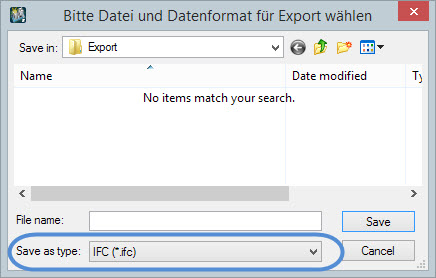 Bitte Datei und Datenformat für Export wählen
Save in: Export
Name Date modified Ty
No items match your search.
File name: Save
Save as type: IFC (*.ifc) Cancel